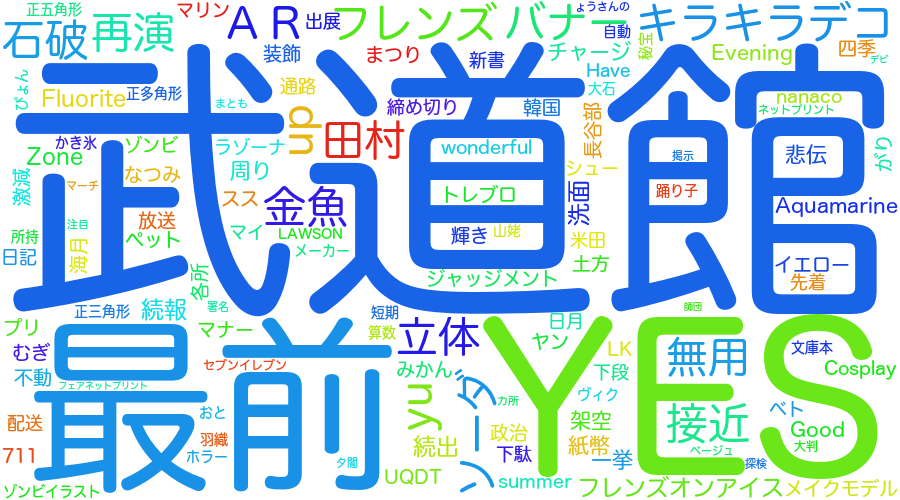 正五角形
マリン
ＡＲ
出展
フレンズ
バナー
ょうさんの
自動
キラキラデコ
石破
再演
装飾
まつり
新書
チャージ
秘宝
Evening
四季
デビ
ぴょん
Fluorite
正多角形
通路
締め切り
韓国
Have
大石
nanaco
ネットプリント
まとも
武道館
up
田村
長谷部
かき氷
ゾンビ
ラゾーナ
wonderful
掲示
悲伝
がり
Zone
周り
激減
なつみ
マーチ
スス
金魚
トレブロ
シュー
洗面
踊り子
Aquamarine
放送
注目
所持
ペット
マイ
LAWSON
輝き
山姥
米田
日記
海月
メーカー
土方
イエロー
各所
ジャッジメント
先着
正三角形
続報
署名
短期
師団
プリ
マナー
算数
立体
日月
ヤン
むぎ
最前
YES
LK
無用
文庫本
セブンイレブン
みかん
下段
Cosplay
不動
フェアネットプリント
ソータ
yu
カ所
ヴィク
ベト
配送
おと
架空
接近
Good
羽織
続出
政治
紙幣
大判
711
ホラー
夕闇
下駄
一挙
ベージュ
探検
ゾンビイラスト
UQDT
summer
フレンズオンアイス
メイクモデル